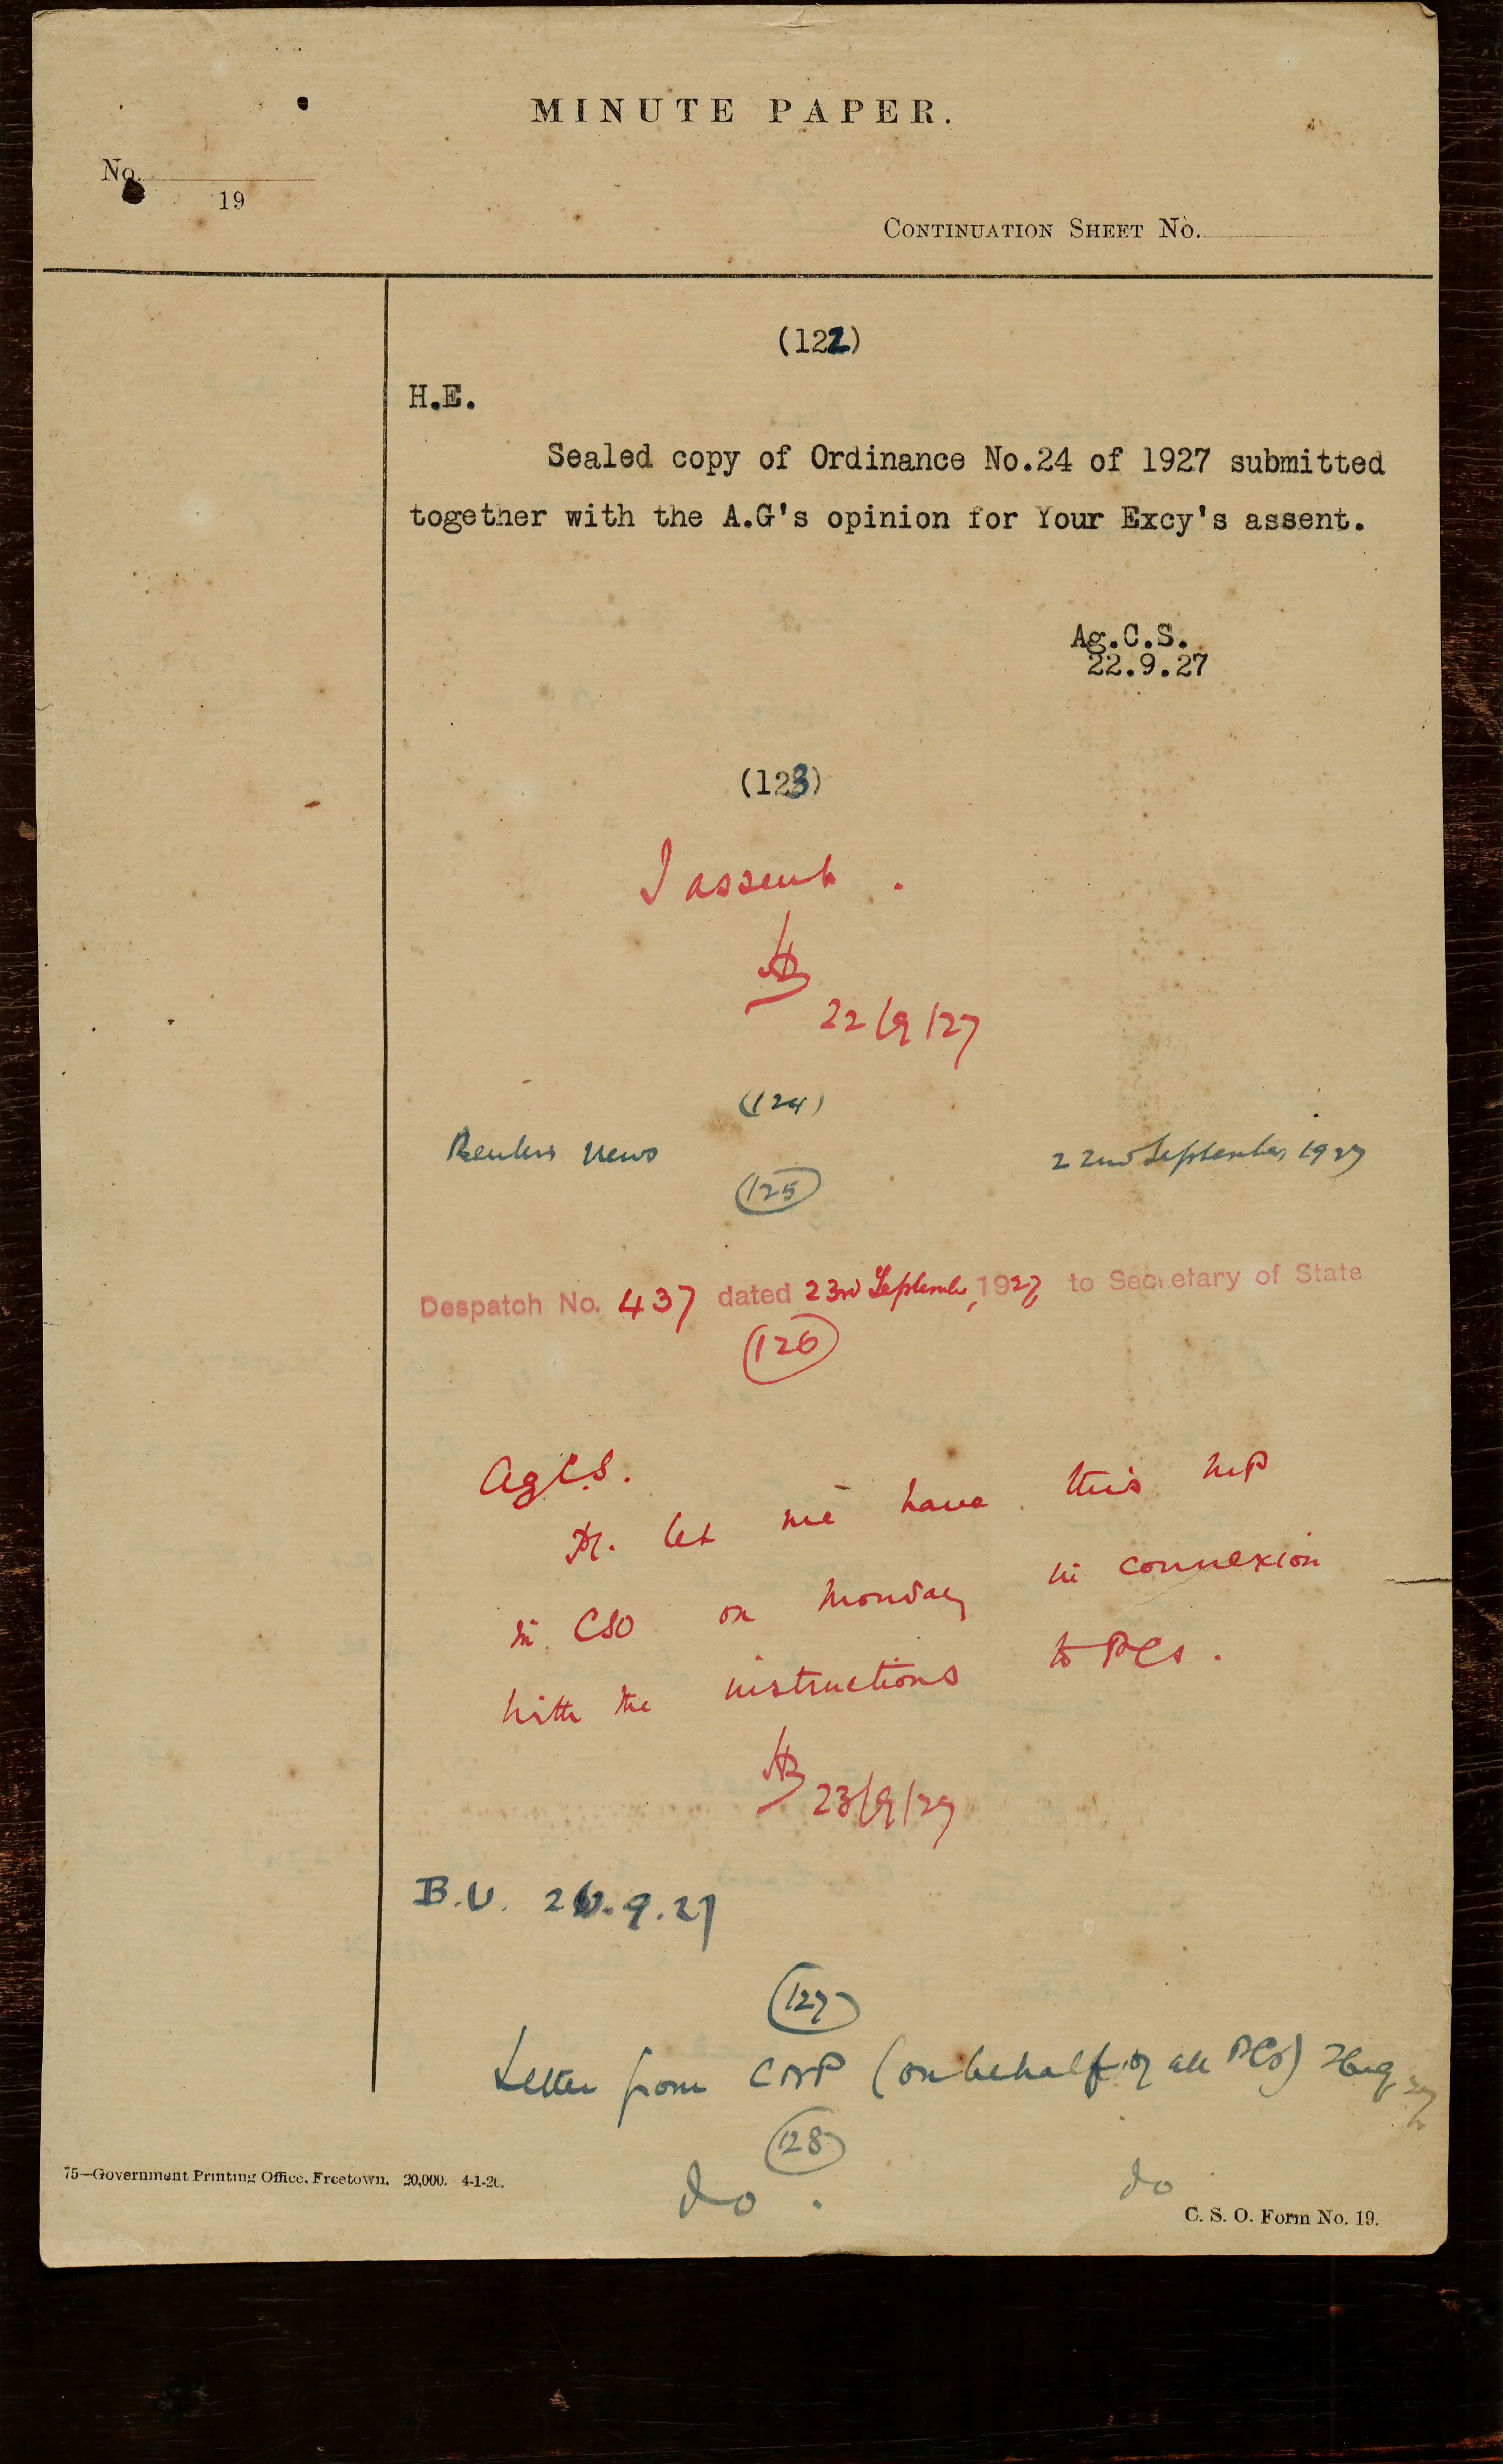 MINUTE PAPER.
No.
19
CONTINUATION SHEET No.
(122)
H.E.
Sealed copy of Ordinance No.24 of 1927 submitted
together with the A.G's opinion for Your Excy's assent.
Ag.C.S.
22.9.27
(123)
I assent.
22/9/27
(124)
Reuters News 22nd September, 1927
(125)
Despatch No. 437 dated 23rd September, 1927, to Secretary of State
(126)
Ag CS.
Pl. let me have this MP
in CSO on Monday in connexion
with the instructions to PCs.
23/9/27
B.U. 26.9.27
(127)
Letter from CNP (on behalf of all PCs) Aug 27
(128)
do. do
75—Government Printing Office, Freetown. 20,000. 4-1-26.
C. S. O. Form No. 19.